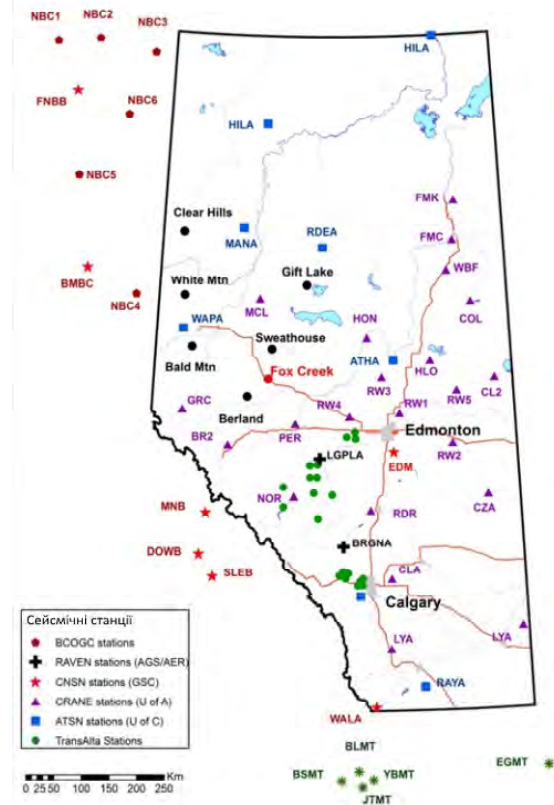 NBC1 NBC2 NBC3
HILA
FNBB
NBC6
HILA
NBC5
FMK
Clear Hills
MANA
RDEA
FMC
WBF
BMBC
White Mtn
Gift Lake
NBC4
MCL
COL
WAPA
HON
Sweathouse
Bald Mtn
ATHA
HLO
Fox Creek
RW3
CL2
GRC
Berland
RW4
RW1
RW5
PER
Edmonton
BR2
LGPLA
RW2
EDM
NOR
CZA
MNB
RDR
BRGNA
DOWB
SLEB
CLA
Calgary
Сейсмічні станції
BCOGC stations
RAVEN stations (AGS/AER)
CNSN stations (GSC)
CRANE stations (U of A)
ATSN stations (U of C)
TransAlta Stations
LYA
LYA
RAYA
WALA
0 25 50 100 150 200 250 Km
BLMT
BSMT
YBMT
EGMT
JTMT